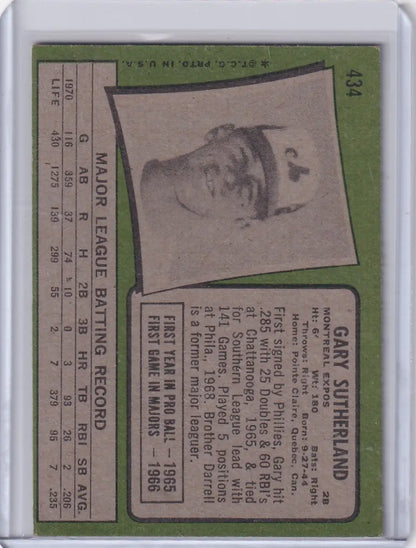 434
GARY SUTHERLAND
MONTREAL EXPOS 2B
Ht: 6' Wt: 180 Bats: Right
Throws: Right Born: 9-27-44
Home: Pointe Claire, Quebec, Can.
First signed by Phillies, Gary hit
.285 with 25 Doubles & 60 RBI's
at Chattanooga, 1965, & tied
for Southern League lead with
141 Games. Played 5 positions
at Phila., 1968. Brother Darrell
is a former major leaguer.
FIRST YEAR IN PRO BALL — 1965
FIRST GAME IN MAJORS — 1966
MAJOR LEAGUE BATTING RECORD
G AB R H 2B 3B HR TB RBI SB AVG.
1970 116 359 37 74 10 0 3 93 26 2 .206
LIFE 430 1275 139 299 55 2 7 379 95 7 .235
* ©T.C.G. PRTD. IN U.S.A.